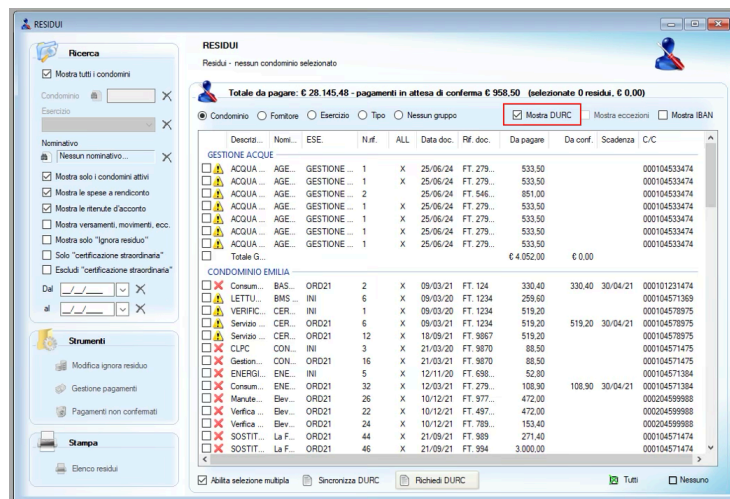 RESIDUI
Ricerca
Mostra tutti i condomini
Condominio
Esercizio
Nominativo
Nessun nominativo...
Mostra solo i condomini attivi
Mostra le spese a rendiconto
Mostra le ritenute d'acconto
Mostra versamenti, movimenti, ecc.
Mostra solo "Ignora residuo"
Solo "certificazione straordinaria"
Escludi "certificazione straordinaria"
Dal __/__/____
al __/__/____
Strumenti
Modifica ignora residuo
Gestione pagamenti
Pagamenti non confermati
Stampa
Elenco residui
RESIDUI
Residui - nessun condominio selezionato
Totale da pagare: € 28.145,48 - pagamenti in attesa di conferma € 958,50 (selezionate 0 residui, € 0,00)
Condominio Fornitore Esercizio Tipo Nessun gruppo Mostra DURC Mostra eccezioni Mostra IBAN
Descrizi... Nomi... ESE. N.rif. ALL Data doc. Rif. doc. Da pagare Da conf. Scadenza C/C
GESTIONE ACQUE
ACQUA ... AGE... GESTIONE ... 1 X 25/06/24 FT. 279... 533,50 000104533474
ACQUA ... AGE... GESTIONE ... 1 X 25/06/24 FT. 279... 533,50 000104533474
ACQUA ... AGE... GESTIONE ... 2 25/06/24 FT. 546... 851,00 000104533474
ACQUA ... AGE... GESTIONE ... 1 X 25/06/24 FT. 279... 533,50 000104533474
ACQUA ... AGE... GESTIONE ... 1 X 25/06/24 FT. 279... 533,50 000104533474
ACQUA ... AGE... GESTIONE ... 1 X 25/06/24 FT. 279... 533,50 000104533474
ACQUA ... AGE... GESTIONE ... 1 X 25/06/24 FT. 279... 533,50 000104533474
Totale G... € 4.052,00 € 0,00
CONDOMINIO EMILIA
Consum... BAS... ORD21 2 X 09/03/21 FT. 124 330,40 330,40 30/04/21 000101231474
LETTU... BMS ... INI 6 X 09/03/20 FT. 1234 259,60 000104571369
VERIFIC... CER... INI 1 X 09/03/20 FT. 1234 519,20 000104578975
Servizio ... CER... ORD21 6 X 09/03/21 FT. 1234 519,20 519,20 30/04/21 000104578975
Servizio ... CER... ORD21 12 X 18/09/21 FT. 9867 519,20 000104578975
CLPC CON... INI 3 X 21/03/20 FT. 9870 88,50 000104571475
Gestion... CON... ORD21 16 X 21/03/21 FT. 9870 88,50 000104571475
ENERGI... ENE... INI 5 X 12/11/20 FT. 698... 52,80 000104571384
Consum... ENE... ORD21 32 X 12/03/21 FT. 279... 108,90 108,90 30/04/21 000104571384
Manute... Elev... ORD21 26 X 10/12/21 FT. 977... 472,00 000204599988
Verifica ... Elev... ORD21 22 X 10/12/21 FT. 497... 472,00 000204599988
Verifica ... Elev... ORD21 24 X 10/12/21 FT. 789... 153,40 000204599988
SOSTIT... La F... ORD21 44 X 21/09/21 FT. 989 271,40 000104571474
SOSTIT... La F... ORD21 46 X 21/09/21 FT. 994 3.000,00 000104571474
Abilita selezione multipla Sincronizza DURC Richiedi DURC Tutti Nessuno